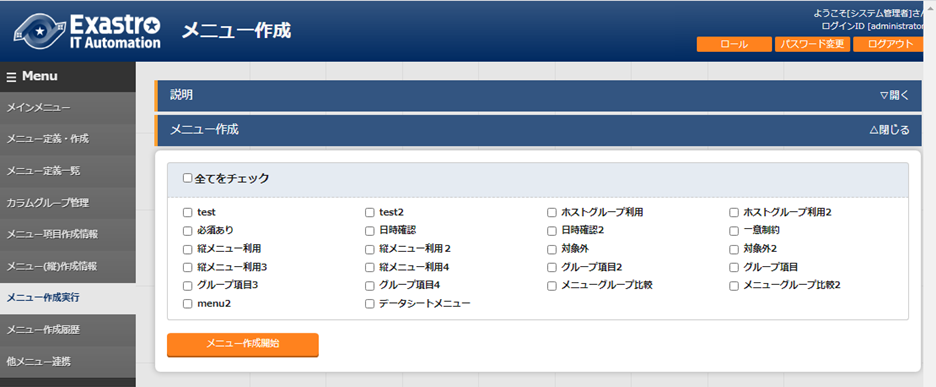 Exastro
IT Automation
メニュー作成
ようこそ[システム管理者]さん
ログインID [administrator
ロール
パスワード変更
ログアウト
Menu
メインメニュー
メニュー定義・作成
メニュー定義一覧
カラムグループ管理
メニュー項目作成情報
メニュー(縦)作成情報
メニュー作成実行
メニュー作成履歴
他メニュー連携
説明 ▽開く
メニュー作成 △閉じる
全てをチェック
test test2 ホストグループ利用 ホストグループ利用2
必須あり 日時確認 日時確認2 一意制約
縦メニュー利用 縦メニュー利用２ 対象外 対象外2
縦メニュー利用3 縦メニュー利用4 グループ項目2 グループ項目
グループ項目3 グループ項目4 メニューグループ比較 メニューグループ比較2
menu2 データシートメニュー
メニュー作成開始